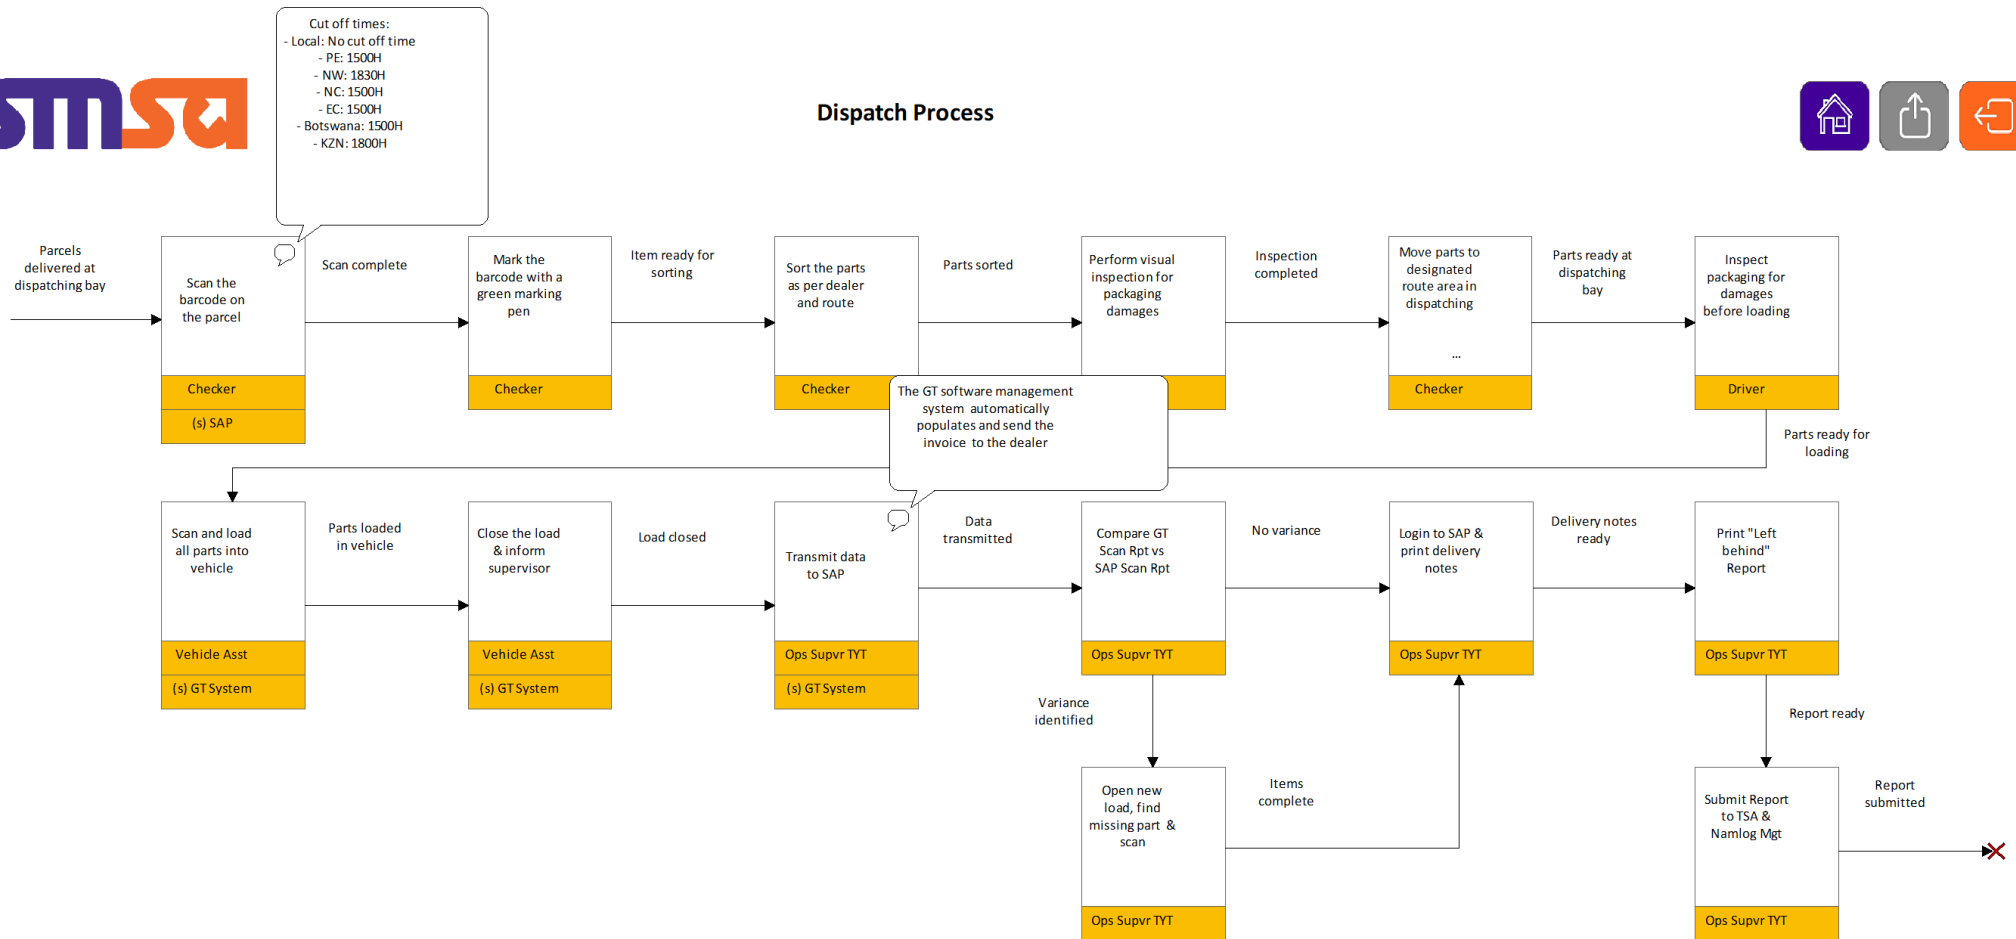 Cut off times:
- Local: No cut off time
- PE: 1500H
- NW: 1830H
- NC: 1500H
- EC: 1500H
- Botswana: 1500H
- KZN: 1800H
smsa
Dispatch Process
Parcels
delivered at
dispatching bay
Scan the
barcode on
the parcel
Checker
(s) SAP
Scan complete
Mark the
barcode with a
green marking
pen
Checker
Item ready for
sorting
Sort the parts
as per dealer
and route
Checker
Parts sorted
Perform visual
inspection for
packaging
damages
Inspection
completed
Move parts to
designated
route area in
dispatching
...
Checker
Parts ready at
dispatching
bay
Inspect
packaging for
damages
before loading
Driver
Parts ready for
loading
The GT software management
system automatically
populates and send the
invoice to the dealer
Scan and load
all parts into
vehicle
Vehicle Asst
(s) GT System
Parts loaded
in vehicle
Close the load
& inform
supervisor
Vehicle Asst
(s) GT System
Load closed
Transmit data
to SAP
Ops Supvr TYT
(s) GT System
Data
transmitted
Compare GT
Scan Rpt vs
SAP Scan Rpt
Ops Supvr TYT
No variance
Login to SAP &
print delivery
notes
Ops Supvr TYT
Delivery notes
ready
Print "Left
behind"
Report
Ops Supvr TYT
Variance
identified
Report ready
Open new
load, find
missing part &
scan
Ops Supvr TYT
Items
complete
Submit Report
to TSA &
Namlog Mgt
Ops Supvr TYT
Report
submitted